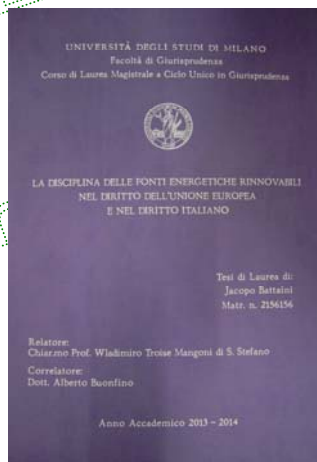 UNIVERSITÀ DEGLI STUDI DI MILANO
Facoltà di Giurisprudenza
Corso di Laurea Magistrale a Ciclo Unico in Giurisprudenza
LA DISCIPLINA DELLE FONTI ENERGETICHE RINNOVABILI
NEL DIRITTO DELL'UNIONE EUROPEA
E NEL DIRITTO ITALIANO
Tesi di Laurea di:
Jacopo Battaini
Matr. n. 2156156
Relatore:
Chiar.mo Prof. Wladimiro Troise Mangoni di S. Stefano
Correlatore:
Dott. Alberto Buonfino
Anno Accademico 2013 – 2014